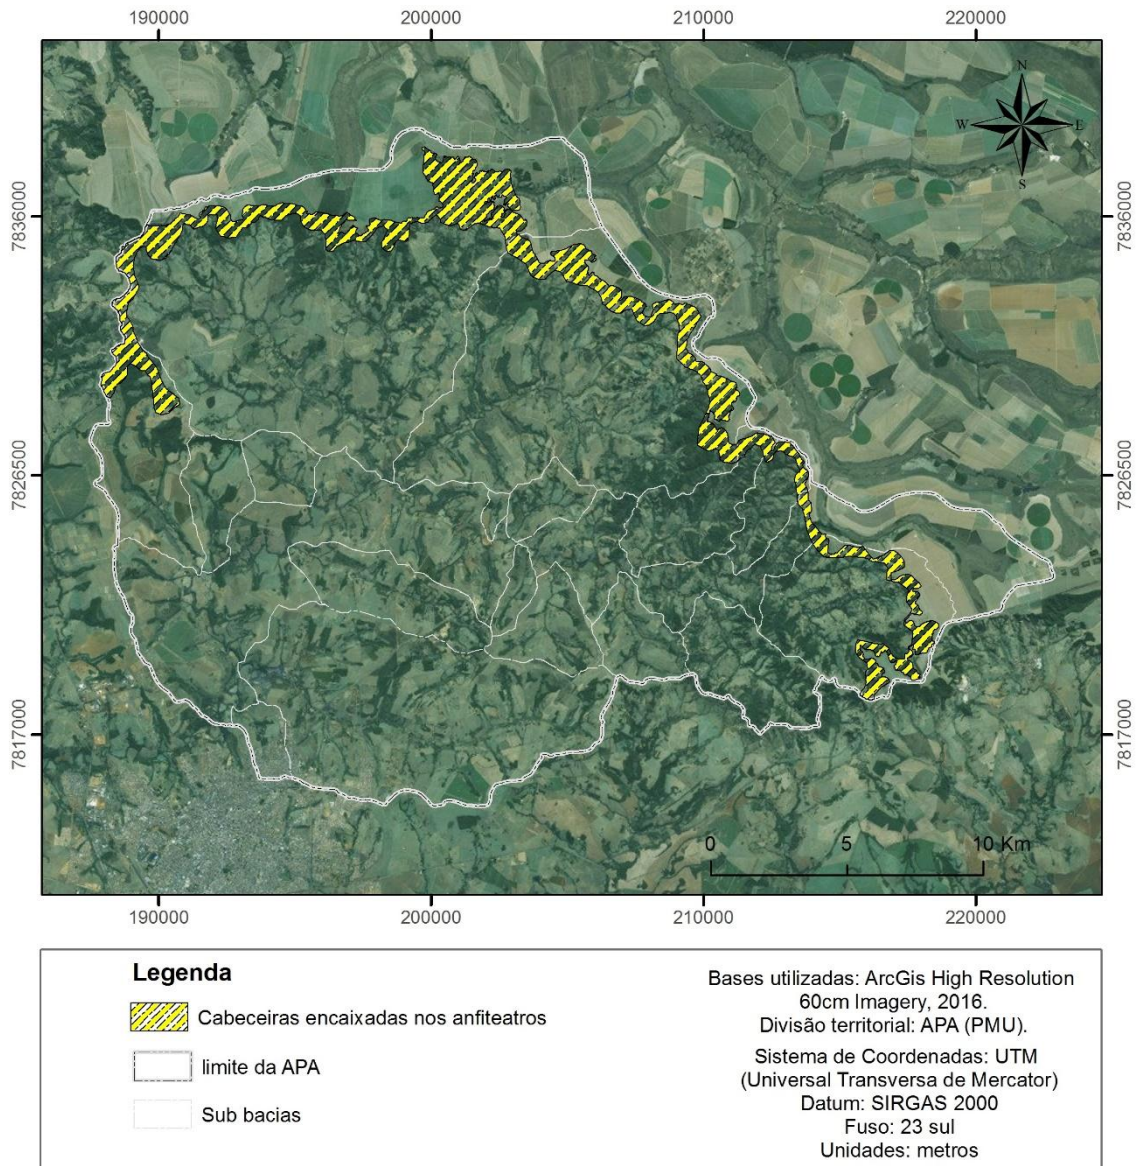 190000 200000 210000 220000
N
W E
S
7836000 7836000
7826500 7826500
7817000 7817000
0 5 10 Km
190000 200000 210000 220000
Legenda
Cabeceiras encaixadas nos anfiteatros
limite da APA
Sub bacias
Bases utilizadas: ArcGis High Resolution
60cm Imagery, 2016.
Divisão territorial: APA (PMU).
Sistema de Coordenadas: UTM
(Universal Transversa de Mercator)
Datum: SIRGAS 2000
Fuso: 23 sul
Unidades: metros